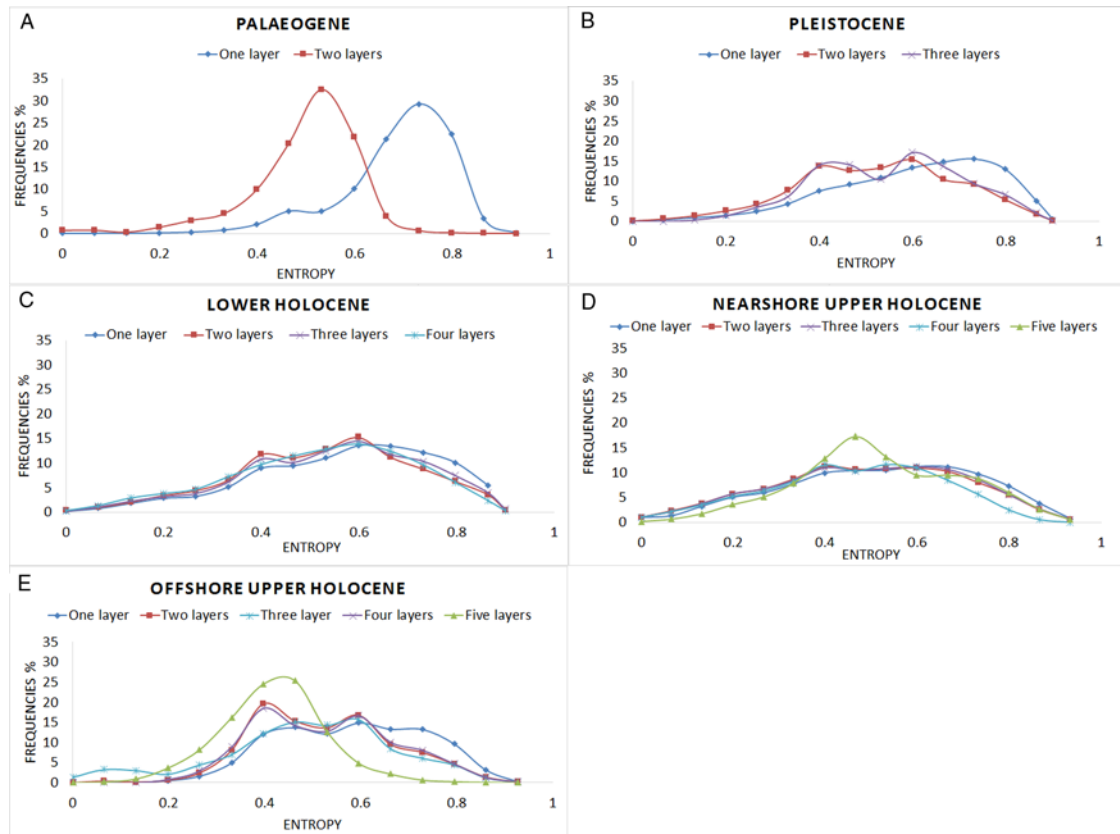 A
PALAEOGENE
One layer Two layers
FREQUENCIES %
35
30
25
20
15
10
5
0
0 0.2 0.4 0.6 0.8 1
ENTROPY
B
PLEISTOCENE
One layer Two layers Three layers
FREQUENCIES %
35
30
25
20
15
10
5
0
0 0.2 0.4 0.6 0.8 1
ENTROPY
C
LOWER HOLOCENE
One layer Two layers Three layers Four layers
FREQUENCIES %
35
30
25
20
15
10
5
0
0 0.2 0.4 0.6 0.8 1
ENTROPY
D
NEARSHORE UPPER HOLOCENE
One layer Two layers Three layers Four layers Five layers
FREQUENCIES %
35
30
25
20
15
10
5
0
0 0.2 0.4 0.6 0.8 1
ENTROPY
E
OFFSHORE UPPER HOLOCENE
One layer Two layers Three layer Four layers Five layers
FREQUENCIES %
35
30
25
20
15
10
5
0
0 0.2 0.4 0.6 0.8 1
ENTROPY